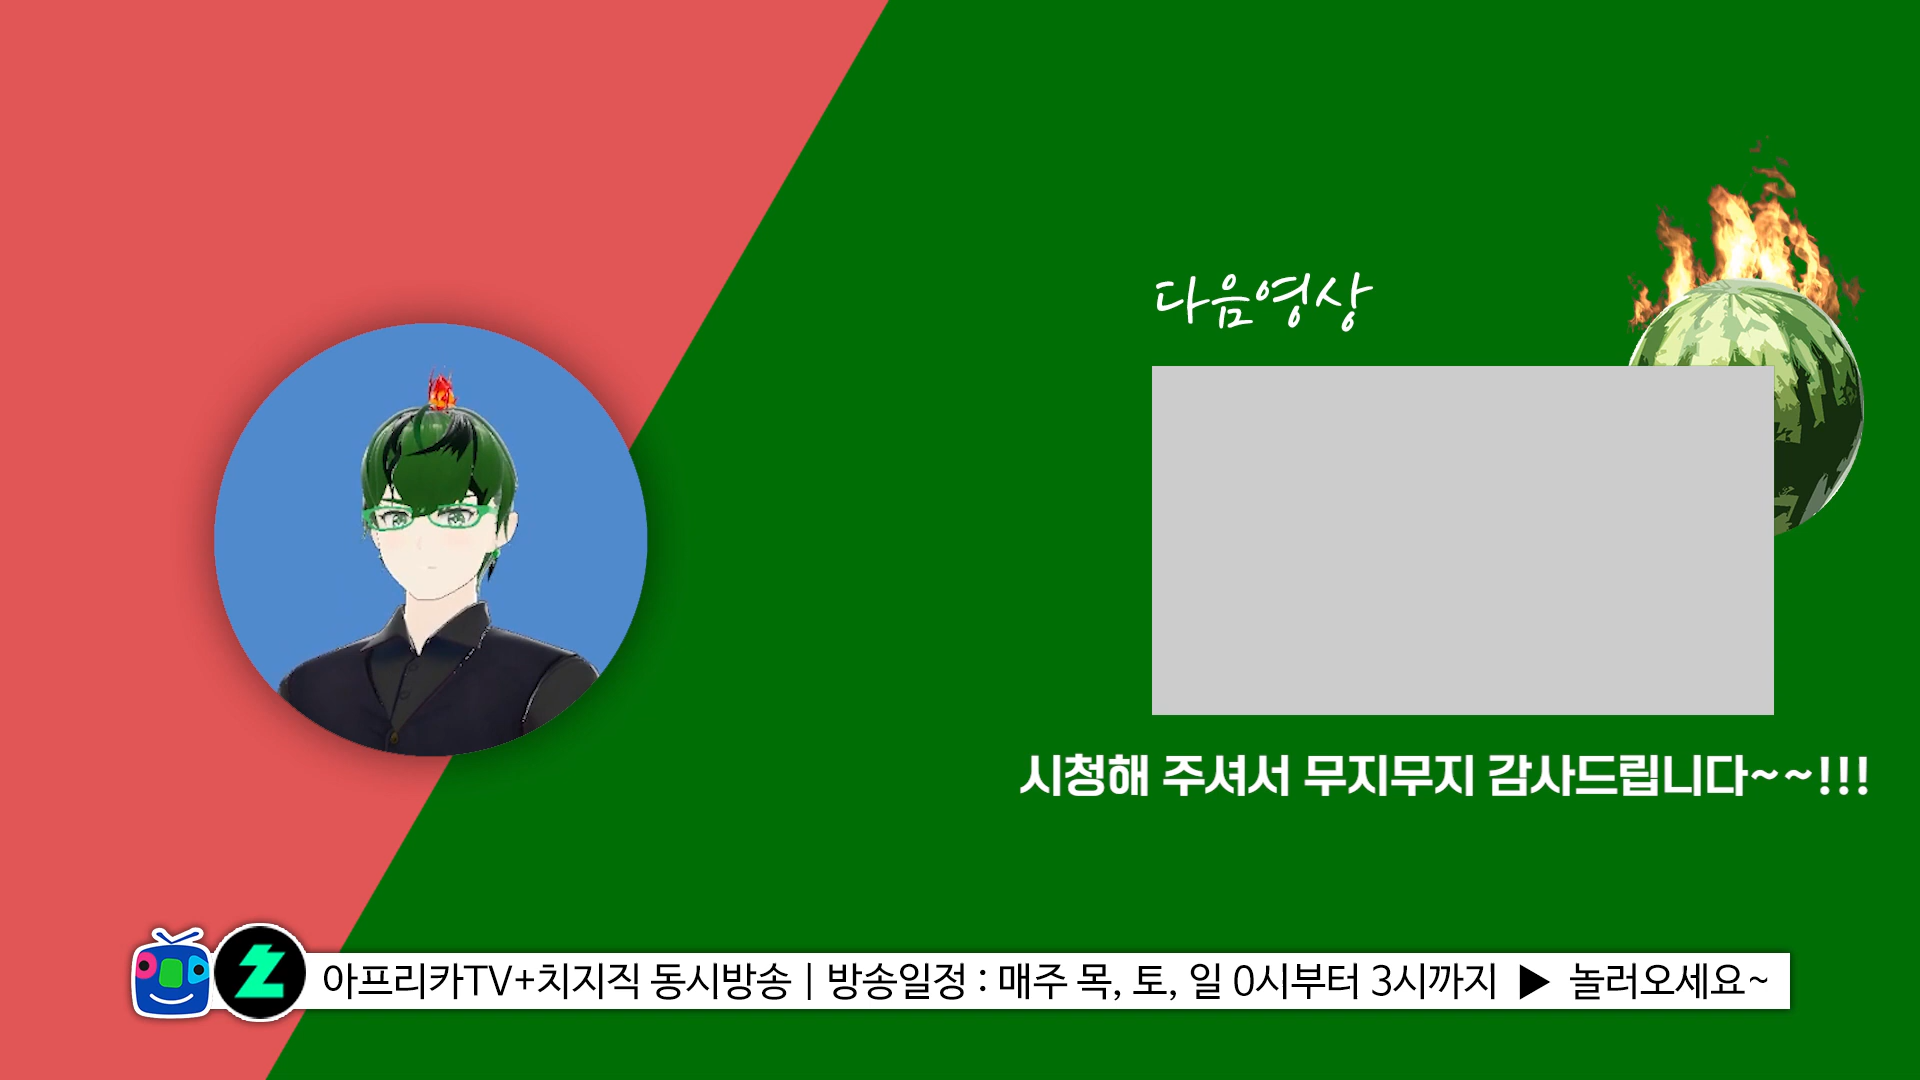 다음영상
시청해 주셔서 무지무지 감사드립니다~~!!!
아프리카TV+치지직 동시방송 | 방송일정 : 매주 목, 토, 일 0시부터 3시까지 ▶ 놀러오세요~